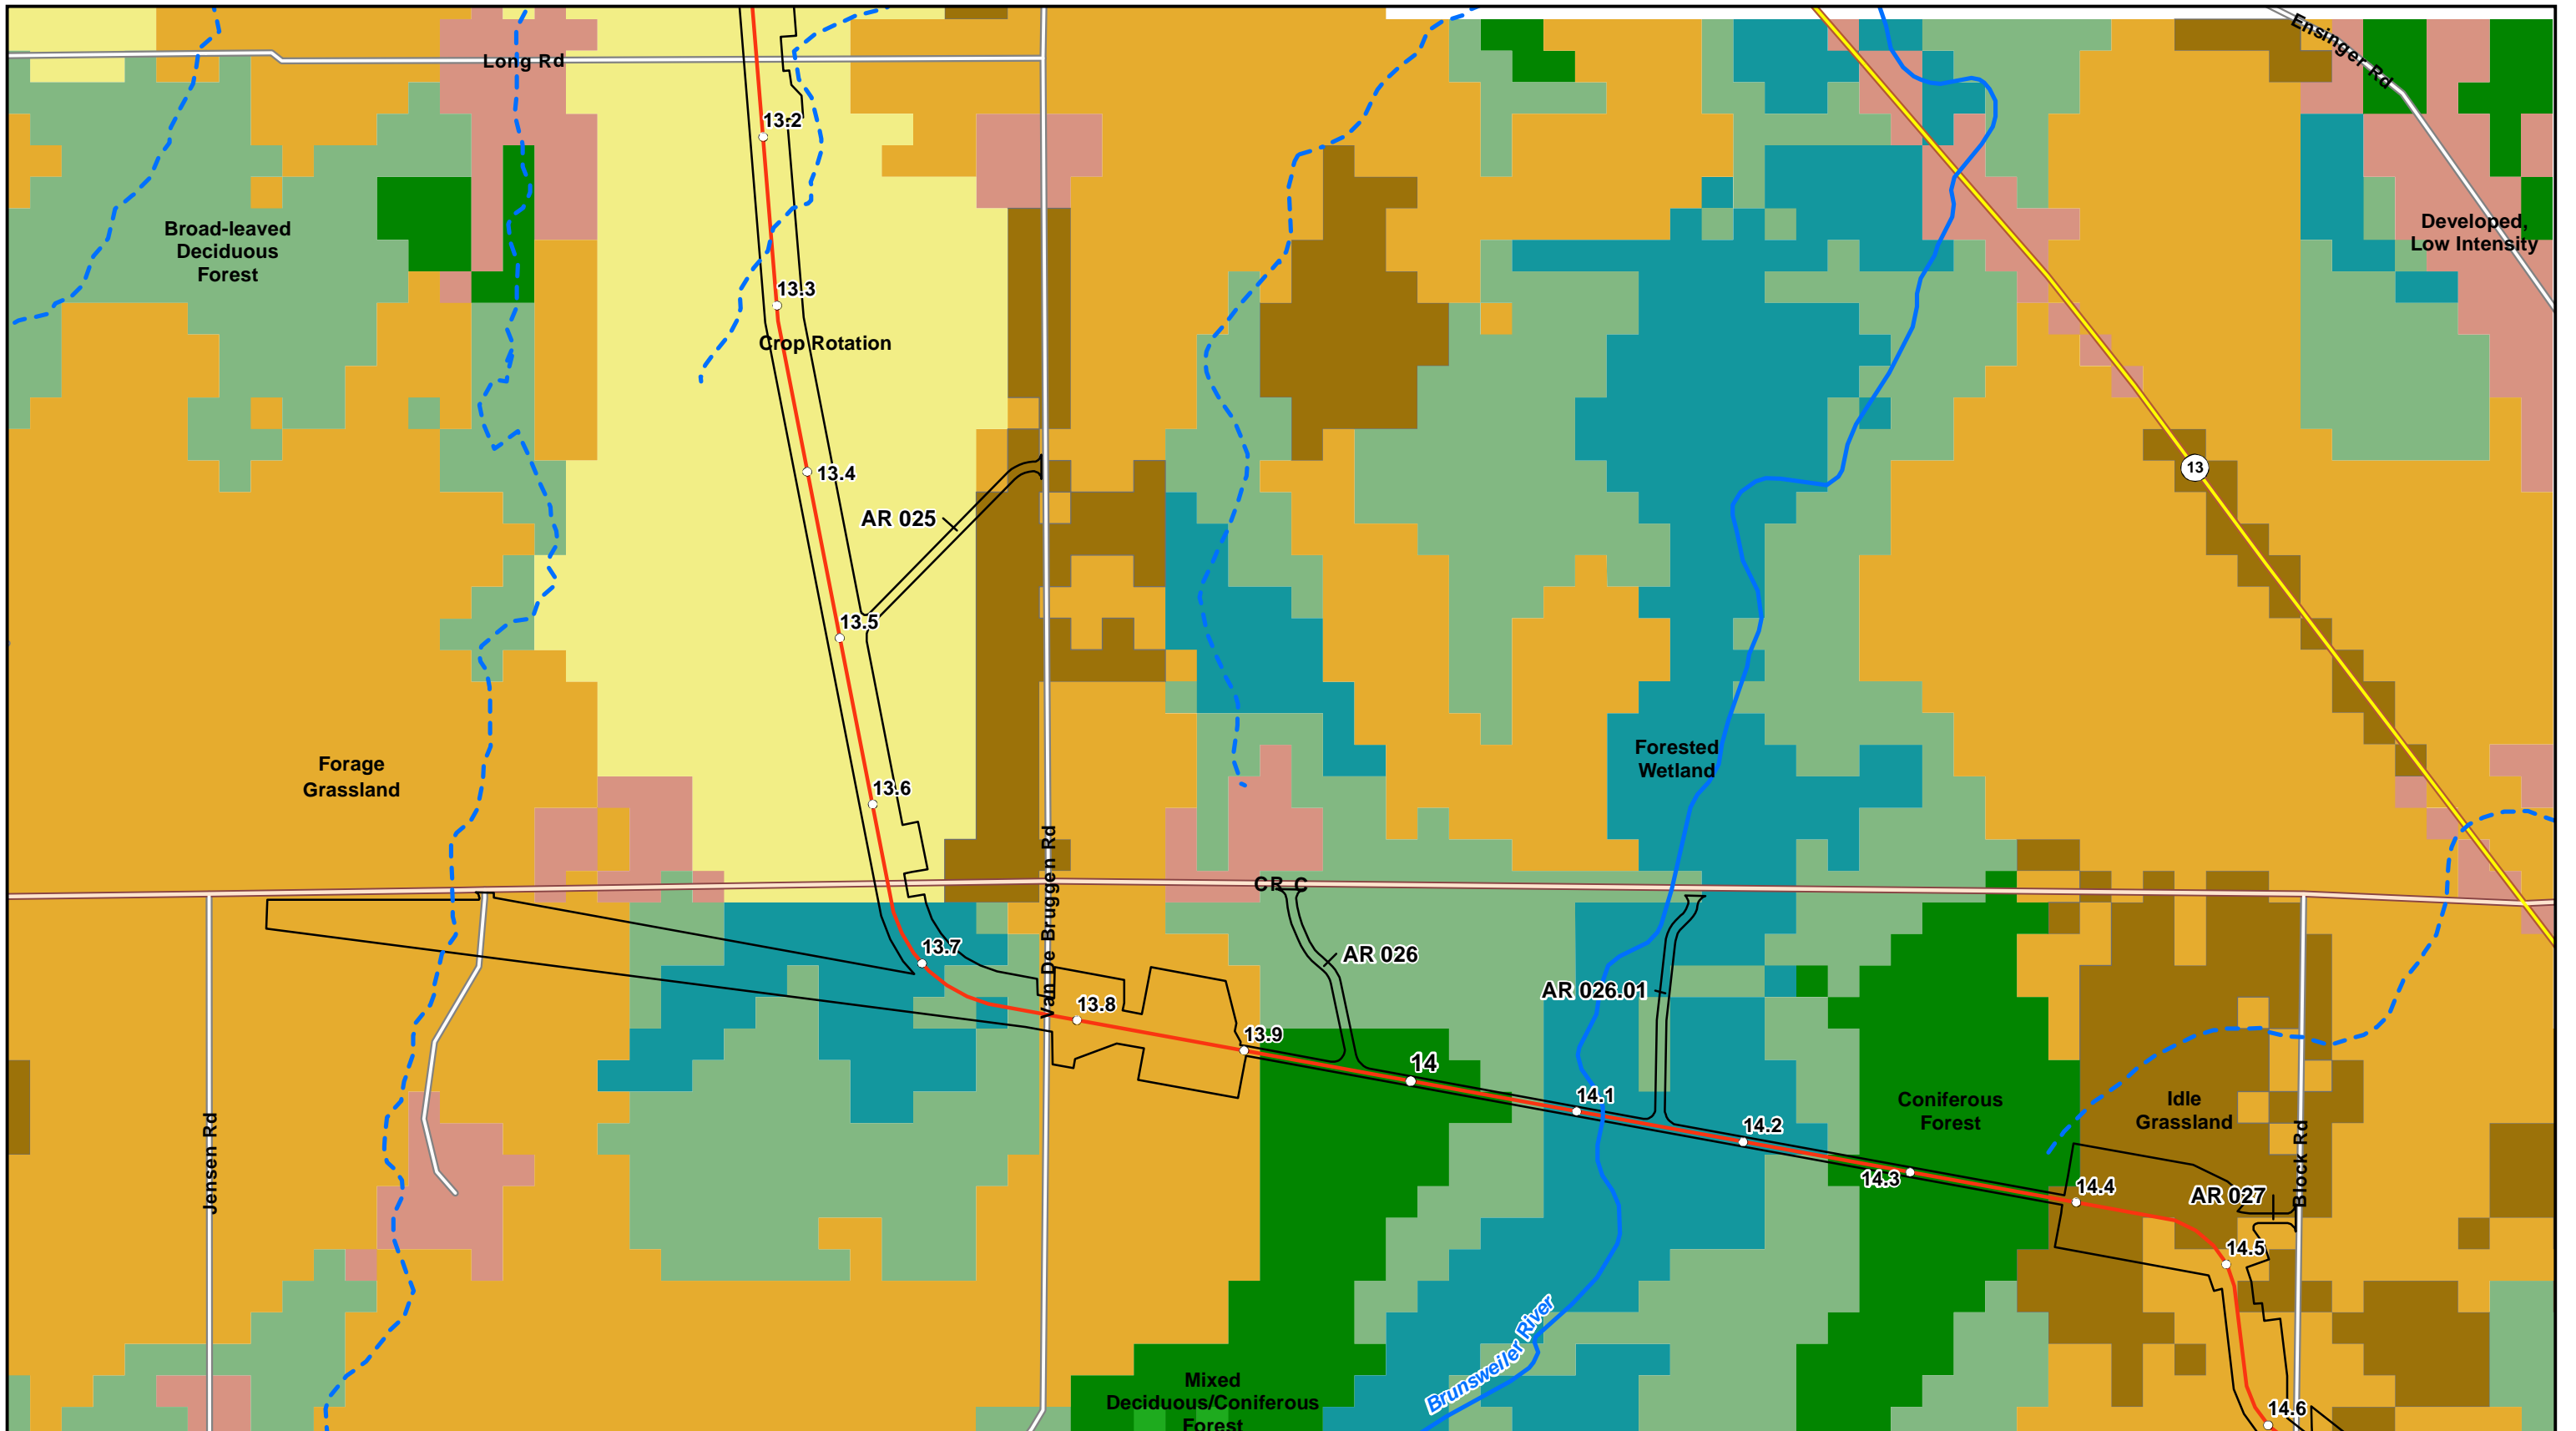 Ensinger Rd
Long Rd
13.2
Broad-leaved
Deciduous
Forest
Developed,
Low Intensity
13.3
Crop Rotation
13.4
13
AR 025
13.5
Forage
Grassland
Forested
Wetland
13.6
Van De Bruggen Rd
CR C
13.7
AR 026
AR 026.01
13.8
13.9
14
14.1
14.2
14.3
Coniferous
Forest
Idle
Grassland
Jensen Rd
Block Rd
14.4
AR 027
14.5
Brunsweiler River
Mixed
Deciduous/Coniferous
Forest
14.6